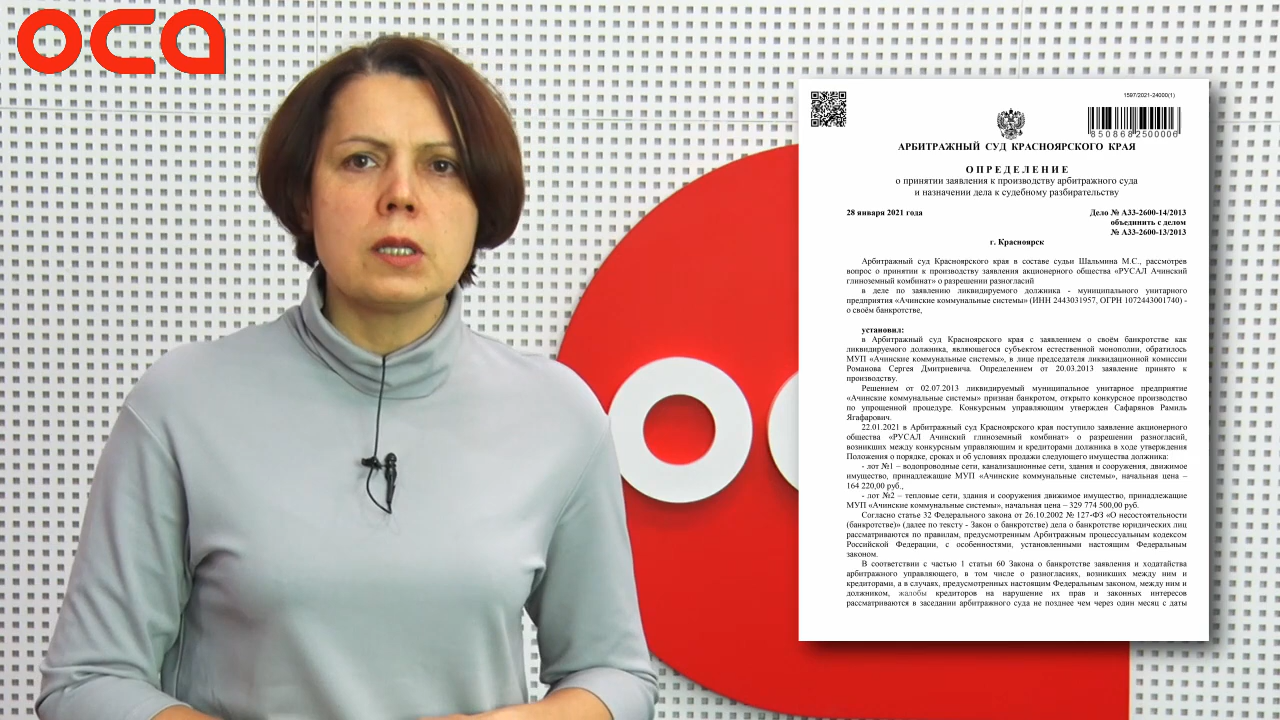 оса
1597/2021-24000(1)
6508682500006
АРБИТРАЖНЫЙ СУД КРАСНОЯРСКОГО КРАЯ
О П Р Е Д Е Л Е Н И Е
о принятии заявления к производству арбитражного суда
и назначении дела к судебному разбирательству
28 января 2021 года
Дело № А33-2600-14/2013
объединить с делом
№ А33-2600-13/2013
г. Красноярск
Арбитражный суд Красноярского края в составе судьи Шальмина М.С., рассмотрев
вопрос о принятии к производству заявления акционерного общества «РУСАЛ Ачинский
глиноземный комбинат» о разрешении разногласий
в деле по заявлению ликвидируемого должника - муниципального унитарного
предприятия «Ачинские коммунальные системы» (ИНН 2443031957, ОГРН 1072443001740) -
о своём банкротстве,
установил:
в Арбитражный суд Красноярского края с заявлением о своём банкротстве как
ликвидируемого должника, являющегося субъектом естественной монополии, обратилось
МУП «Ачинские коммунальные системы», в лице председателя ликвидационной комиссии
Романова Сергея Дмитриевича. Определением от 20.03.2013 заявление принято к
производству.
Решением от 02.07.2013 ликвидируемый муниципальное унитарное предприятие
«Ачинские коммунальные системы» признан банкротом, открыто конкурсное производство
по упрощенной процедуре. Конкурсным управляющим утвержден Сафарянов Рамиль
Ягафарович.
22.01.2021 в Арбитражный суд Красноярского края поступило заявление акционерного
общества «РУСАЛ Ачинский глиноземный комбинат» о разрешении разногласий,
возникших между конкурсным управляющим и кредиторами должника в ходе утверждения
Положения о порядке, сроках и об условиях продажи следующего имущества должника:
- лот №1 – водопроводные сети, канализационные сети, здания и сооружения, движимое
имущество, принадлежащие МУП «Ачинские коммунальные системы», начальная цена –
164 220,00 руб.,
- лот №2 – тепловые сети, здания и сооружения движимое имущество, принадлежащие
МУП «Ачинские коммунальные системы», начальная цена – 329 774 500,00 руб.
Согласно статье 32 Федерального закона от 26.10.2002 № 127-ФЗ «О несостоятельности
(банкротстве)» (далее по тексту - Закон о банкротстве) дела о банкротстве юридических лиц
рассматриваются по правилам, предусмотренным Арбитражным процессуальным кодексом
Российской Федерации, с особенностями, установленными настоящим Федеральным
законом.
В соответствии с частью 1 статьи 60 Закона о банкротстве заявления и ходатайства
арбитражного управляющего, в том числе о разногласиях, возникших между ним и
кредиторами, а в случаях, предусмотренных настоящим Федеральным законом, между ним и
должником, жалобы кредиторов на нарушение их прав и законных интересов
рассматриваются в заседании арбитражного суда не позднее чем через один месяц с даты